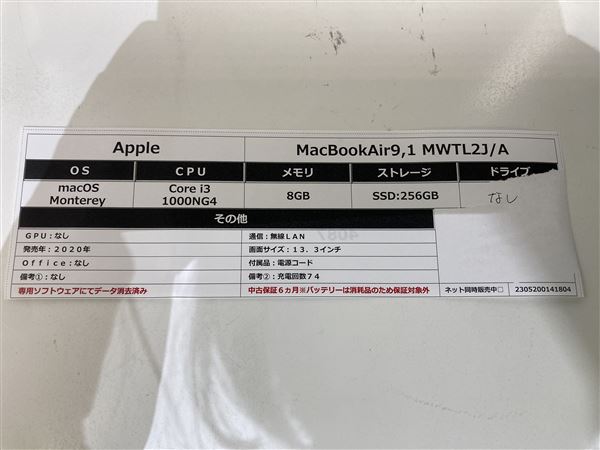 Apple MacBookAir9,1 MWTL2J/A
OS CPU メモリ ストレージ ドライブ
macOS Monterey Core i3 1000NG4 8GB SSD:256GB なし
その他
GPU:なし 通信:無線LAN
発売年:2020年 画面サイズ:13.3インチ
Office:なし 付属品:電源コード
備考①:なし 備考②:充電回数74
専用ソフトウェアにてデータ消去済み 中古保証6ヵ月※バッテリーは消耗品のため保証対象外 ネット同時販売中□ 2305200141804